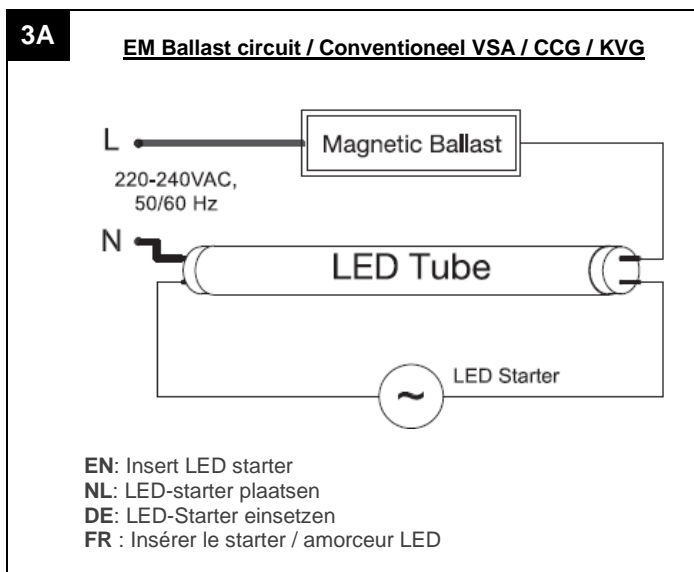 3A
EM Ballast circuit / Conventioneel VSA / CCG / KVG
L
Magnetic Ballast
220-240VAC,
50/60 Hz
N
LED Tube
LED Starter
~
EN: Insert LED starter
NL: LED-starter plaatsen
DE: LED-Starter einsetzen
FR : Insérer le starter / amorceur LED